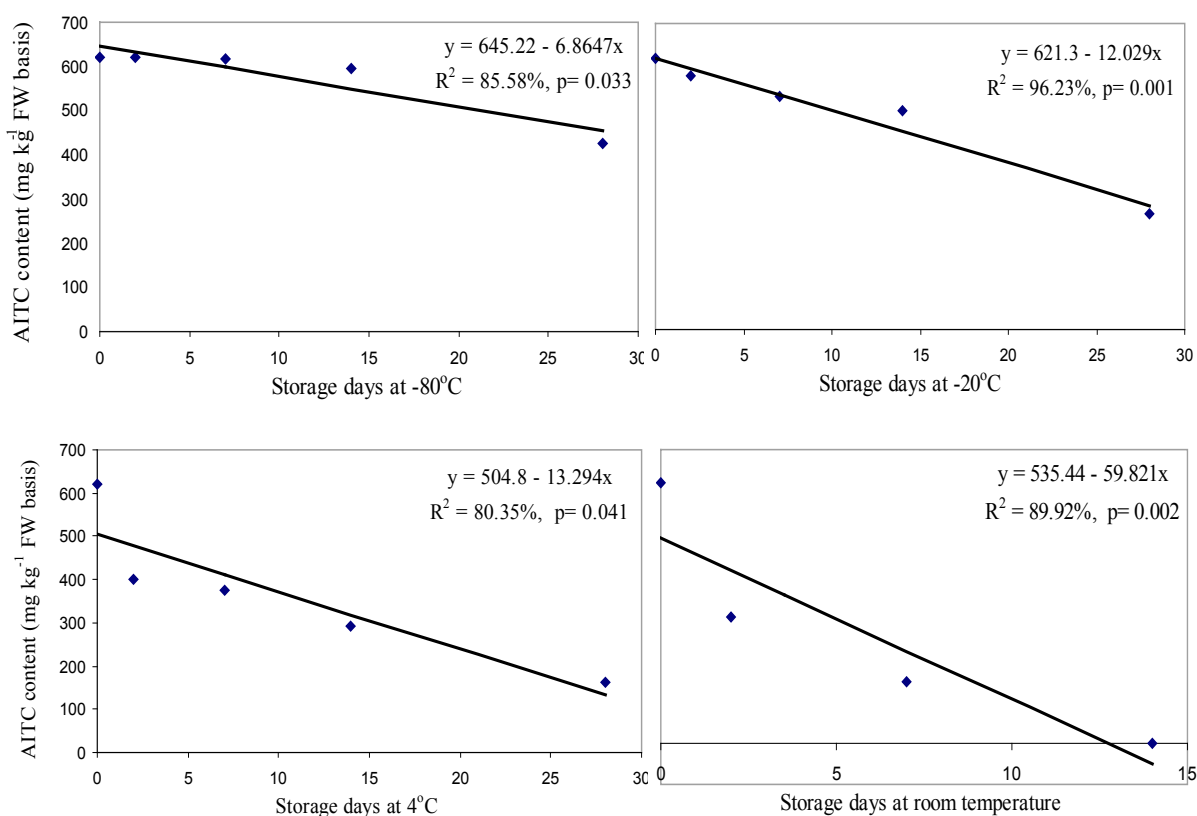 700
600
500
400
300
200
100
0
AITC content (mg kg-1 FW basis)
y = 645.22 - 6.8647x
R2 = 85.58%, p= 0.033
0 5 10 15 20 25 30
Storage days at -80oC
y = 621.3 - 12.029x
R2 = 96.23%, p= 0.001
0 5 10 15 20 25 30
Storage days at -20oC
700
600
500
400
300
200
100
0
AITC content (mg kg-1 FW basis)
y = 504.8 - 13.294x
R2 = 80.35%, p= 0.041
0 5 10 15 20 25 30
Storage days at 4oC
y = 535.44 - 59.821x
R2 = 89.92%, p= 0.002
0 5 10 15
Storage days at room temperature